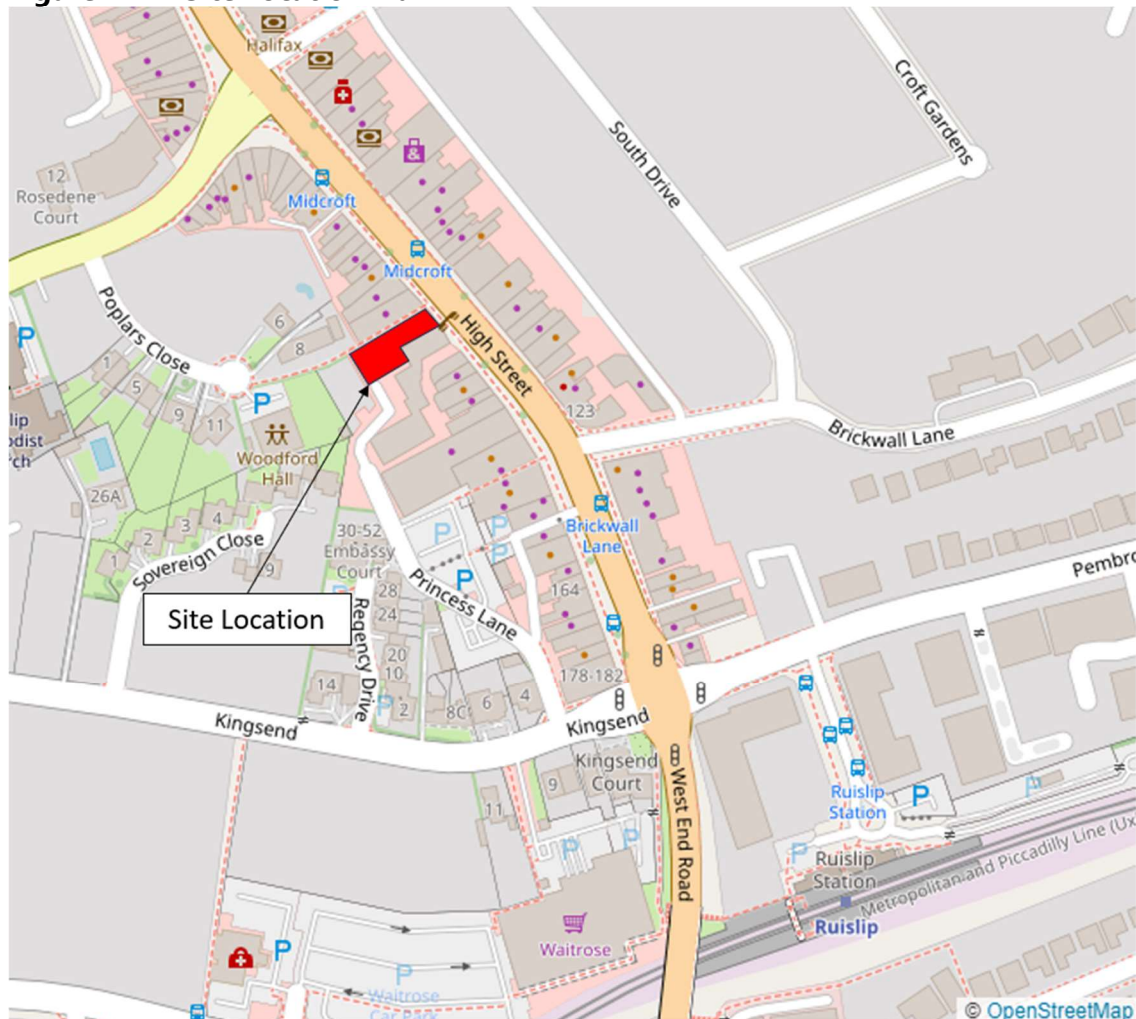 Halifax
Croft Gardens
South Drive
12
Rosedene
Court
Midcroft
Midcroft
High Street
Poplars Close
6
8
1
5
9
11
P
P
123
Brickwall Lane
Woodford
Hall
26A
3
4
2
1
9
Sovereign Close
30-52
Embassy
Court
P
P
P
P
Brickwall
Lane
164
Princess Lane
28
24
Regency Drive
20
10
14
2
P
8C
6
4
178-182
Site Location
Kingsend
Kingsend
Kingsend
Court
9
11
West End Road
Ruislip
Station
P
P
P
Ruislip
Station
Metropolitan and Piccadilly Line (Ux
Ruislip
P
P
Waitrose
P
P
Waitrose
Car Park
© OpenStreetMap